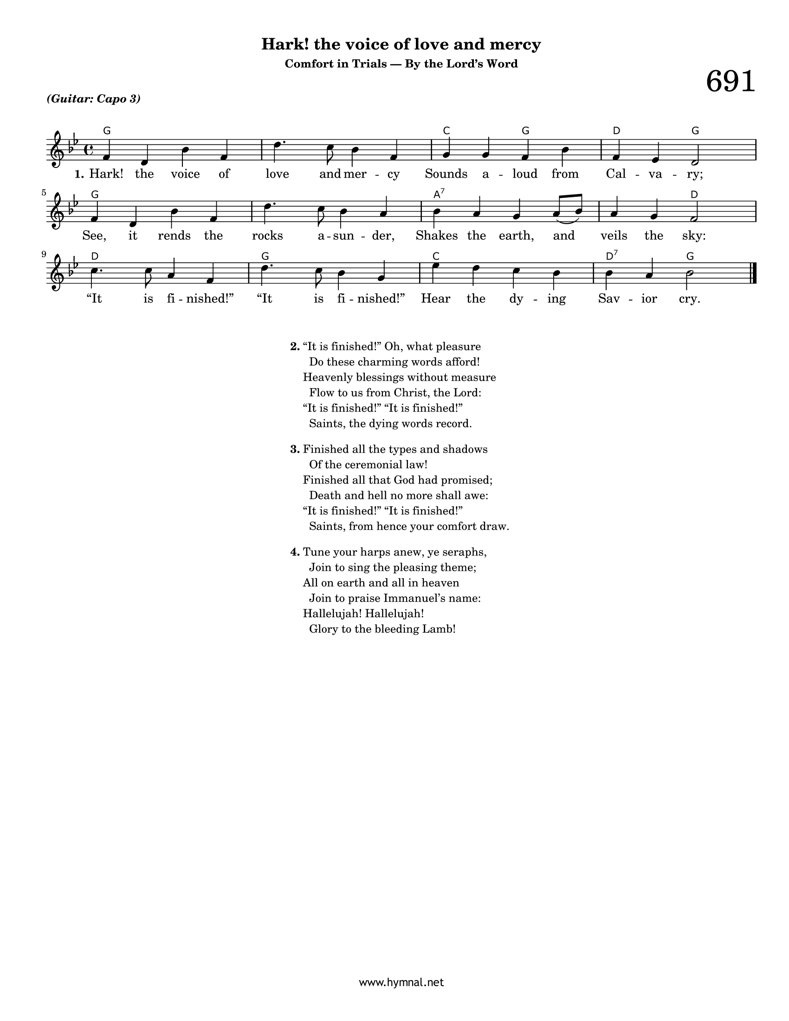 Hark! the voice of love and mercy
Comfort in Trials — By the Lord's Word
691
(Guitar: Capo 3)
G C G D G
1. Hark! the voice of love and mer - cy Sounds a - loud from Cal - va - ry;
5
G A7 D
See, it rends the rocks a - sun - der, Shakes the earth, and veils the sky:
9
D G C D7 G
“It is fi - nished!” “It is fi - nished!” Hear the dy - ing Sav - ior cry.
2. “It is finished!” Oh, what pleasure
Do these charming words afford!
Heavenly blessings without measure
Flow to us from Christ, the Lord:
“It is finished!” “It is finished!”
Saints, the dying words record.
3. Finished all the types and shadows
Of the ceremonial law!
Finished all that God had promised;
Death and hell no more shall awe:
“It is finished!” “It is finished!”
Saints, from hence your comfort draw.
4. Tune your harps anew, ye seraphs,
Join to sing the pleasing theme;
All on earth and all in heaven
Join to praise Immanuel's name:
Hallelujah! Hallelujah!
Glory to the bleeding Lamb!
www.hymnal.net